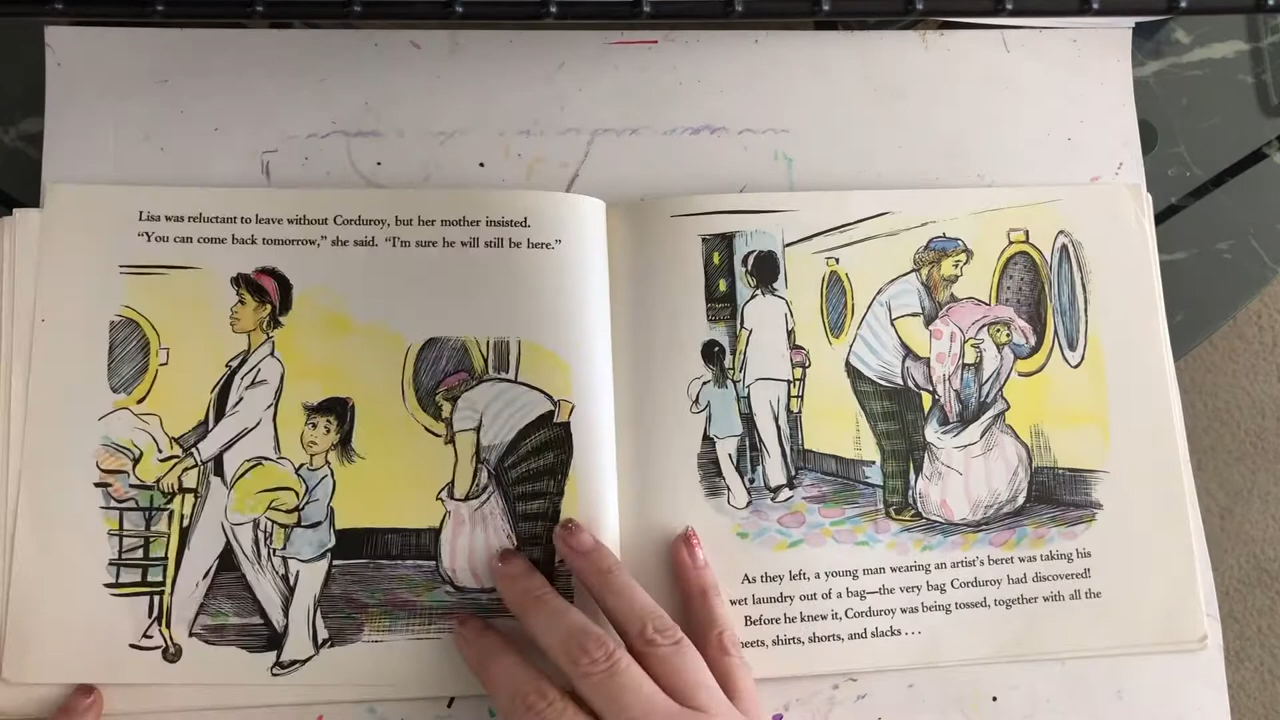 Lisa was reluctant to leave without Corduroy, but her mother insisted.
“You can come back tomorrow,” she said. “I'm sure he will still be here.”
As they left, a young man wearing an artist's beret was taking his
wet laundry out of a bag—the very bag Corduroy had discovered!
Before he knew it, Corduroy was being tossed, together with all the
heets, shirts, shorts, and slacks . . .